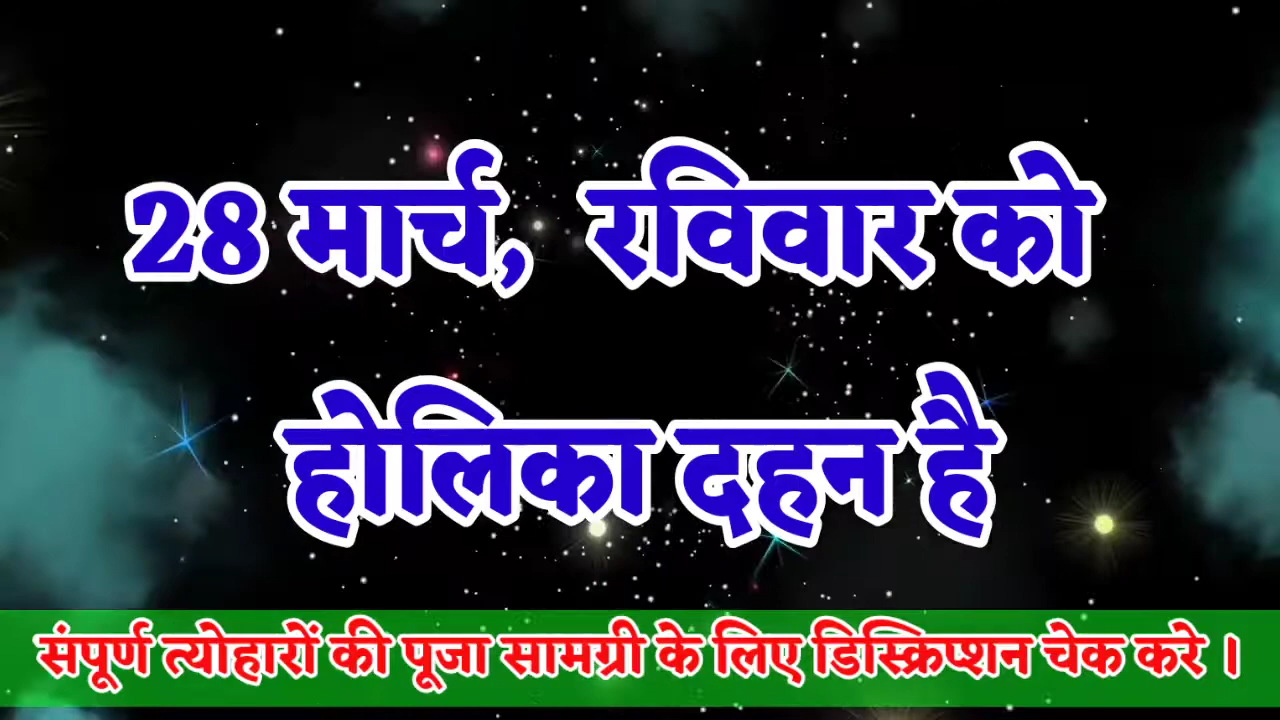 28 मार्च, रविवार को
होलिका दहन है
संपूर्ण त्योहारों की पूजा सामग्री के लिए डिस्क्रिप्शन चेक करे ।